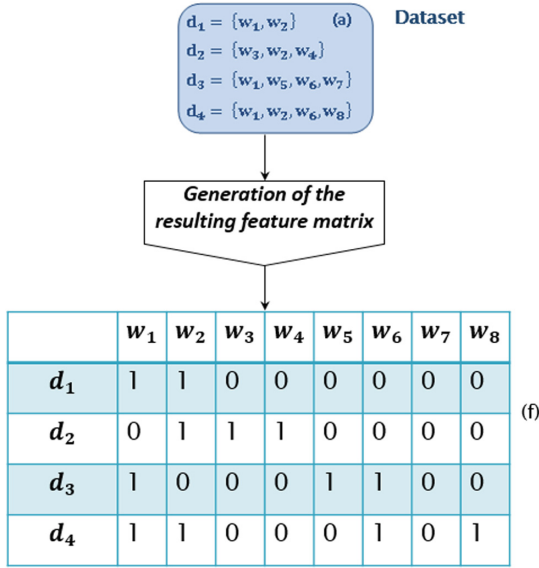 d₁ = {w₁,w₂} (a)
Dataset
d₂ = {w₃,w₂,w₄}
d₃ = {w₁,w₅,w₆,w₇}
d₄ = {w₁,w₂,w₆,w₈}
Generation of the
resulting feature matrix
w₁ w₂ w₃ w₄ w₅ w₆ w₇ w₈
d₁ 1 1 0 0 0 0 0 0
d₂ 0 1 1 1 0 0 0 0
(f)
d₃ 1 0 0 0 1 1 0 0
d₄ 1 1 0 0 0 1 0 1